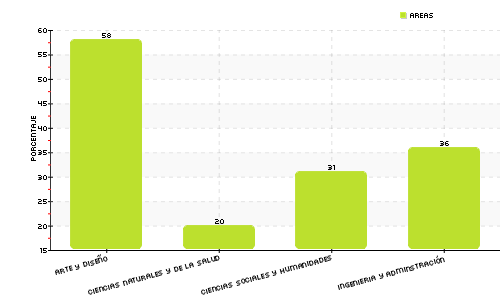 AREAS
60
55
50
45
40
35
30
25
20
15
PORCENTAJE
58
20
31
36
ARTE Y DISEÑO
CIENCIAS NATURALES Y DE LA SALUD
CIENCIAS SOCIALES Y HUMANIDADES
INGENIERIA Y ADMINISTRACIÓN